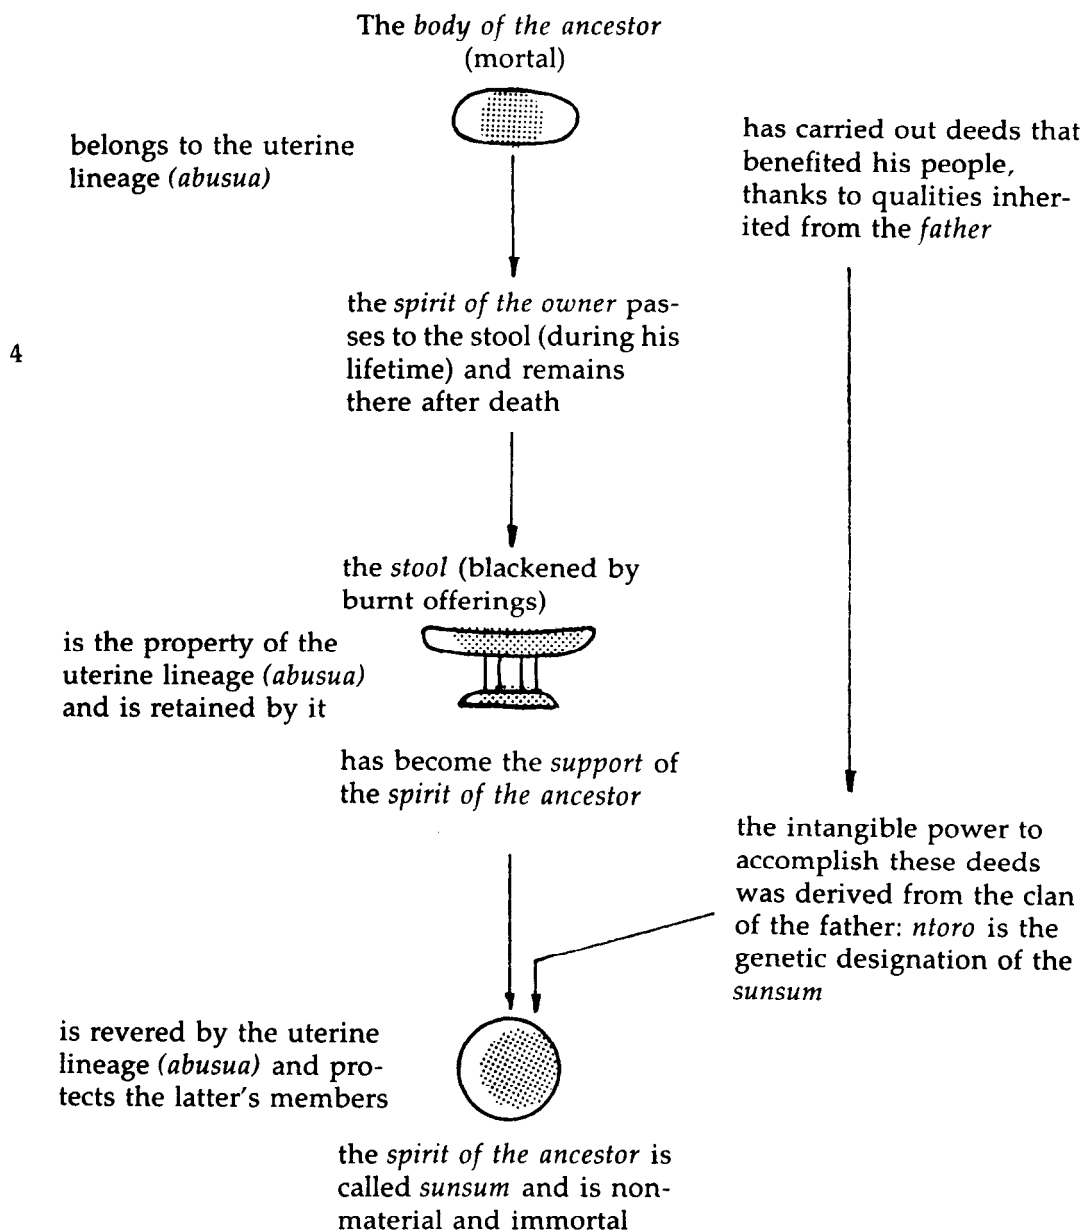 The body of the ancestor
(mortal)
belongs to the uterine
lineage (abusua)
has carried out deeds that
benefited his people,
thanks to qualities inher-
ited from the father
the spirit of the owner pas-
ses to the stool (during his
lifetime) and remains
there after death
4
the stool (blackened by
burnt offerings)
is the property of the
uterine lineage (abusua)
and is retained by it
has become the support of
the spirit of the ancestor
the intangible power to
accomplish these deeds
was derived from the clan
of the father: ntoro is the
genetic designation of the
sunsum
is revered by the uterine
lineage (abusua) and pro-
tects the latter's members
the spirit of the ancestor is
called sunsum and is non-
material and immortal